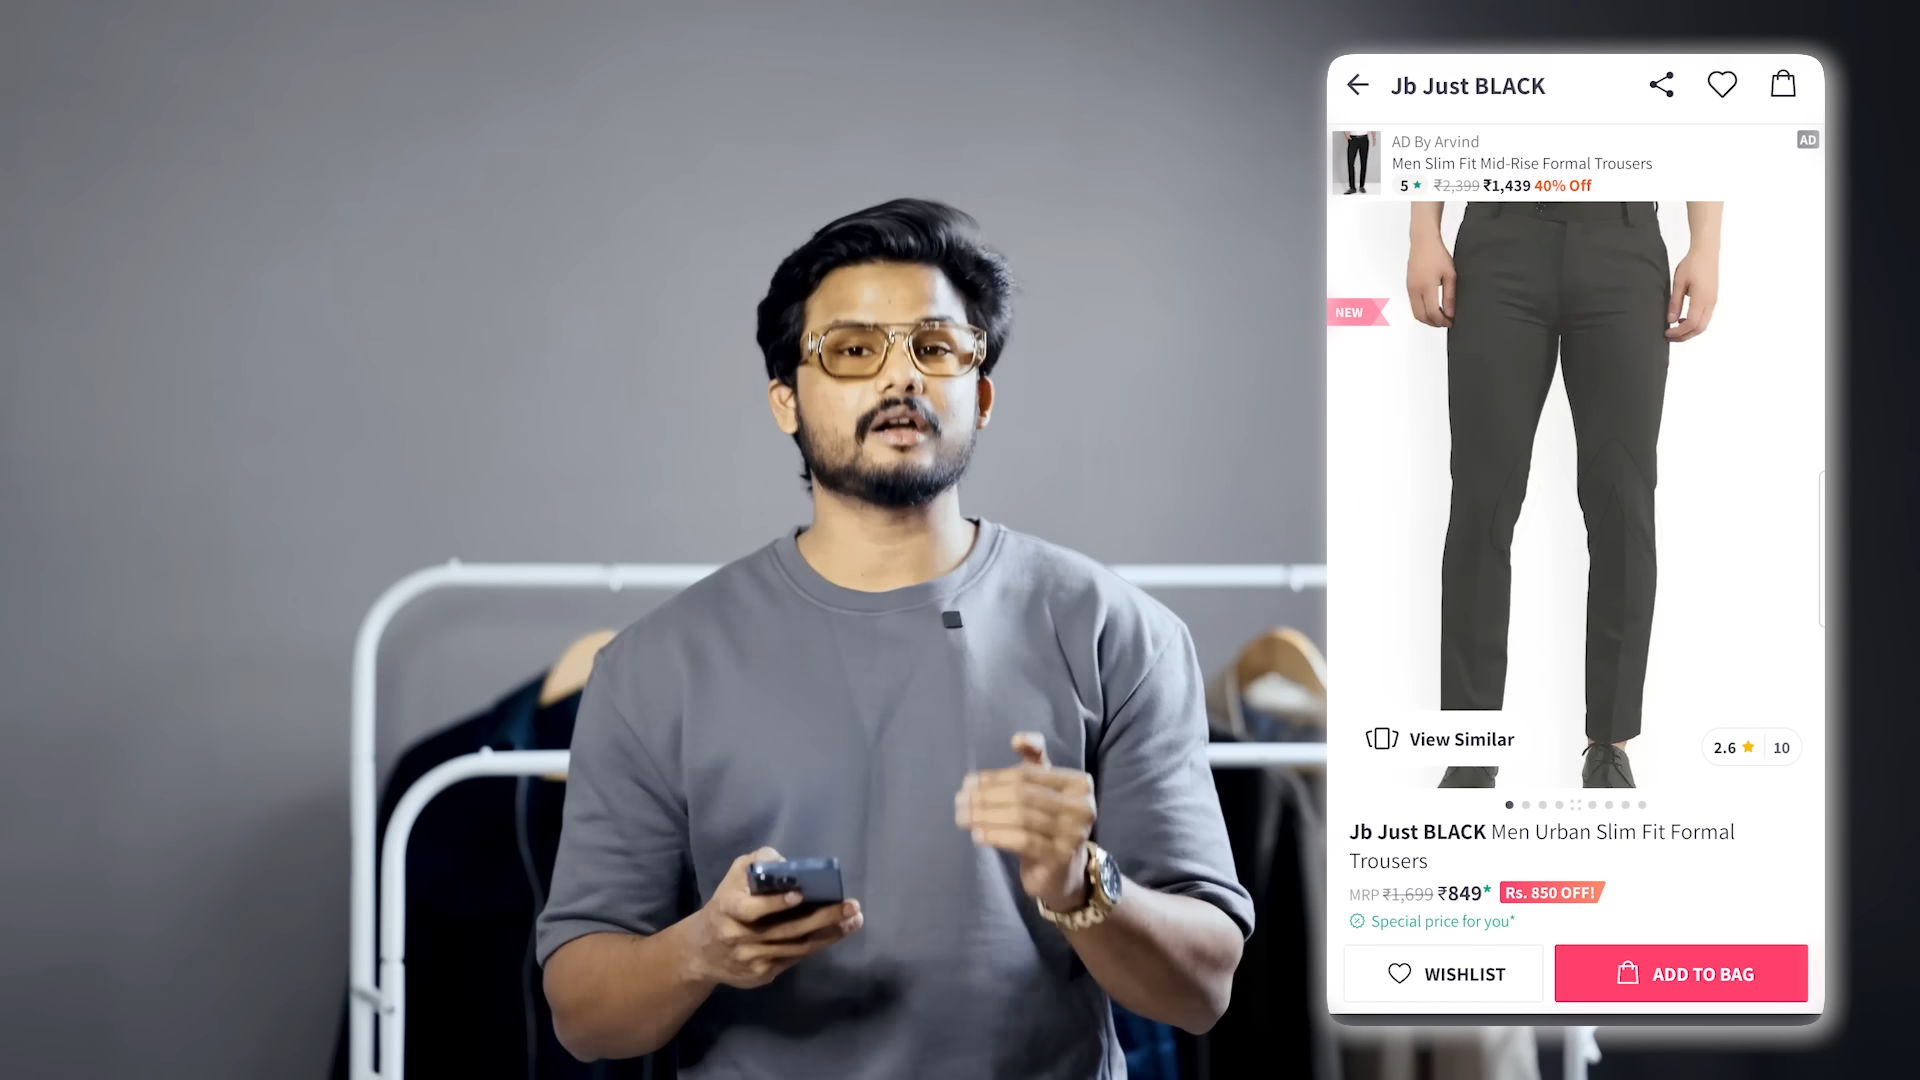 Jb Just BLACK
AD By Arvind
AD
Men Slim Fit Mid-Rise Formal Trousers
5 ★ ₹2,399 ₹1,439 40% Off
NEW
View Similar
2.6 ★ 10
Jb Just BLACK Men Urban Slim Fit Formal
Trousers
MRP ₹1,699 ₹849* Rs. 850 OFF!
Special price for you*
WISHLIST
ADD TO BAG